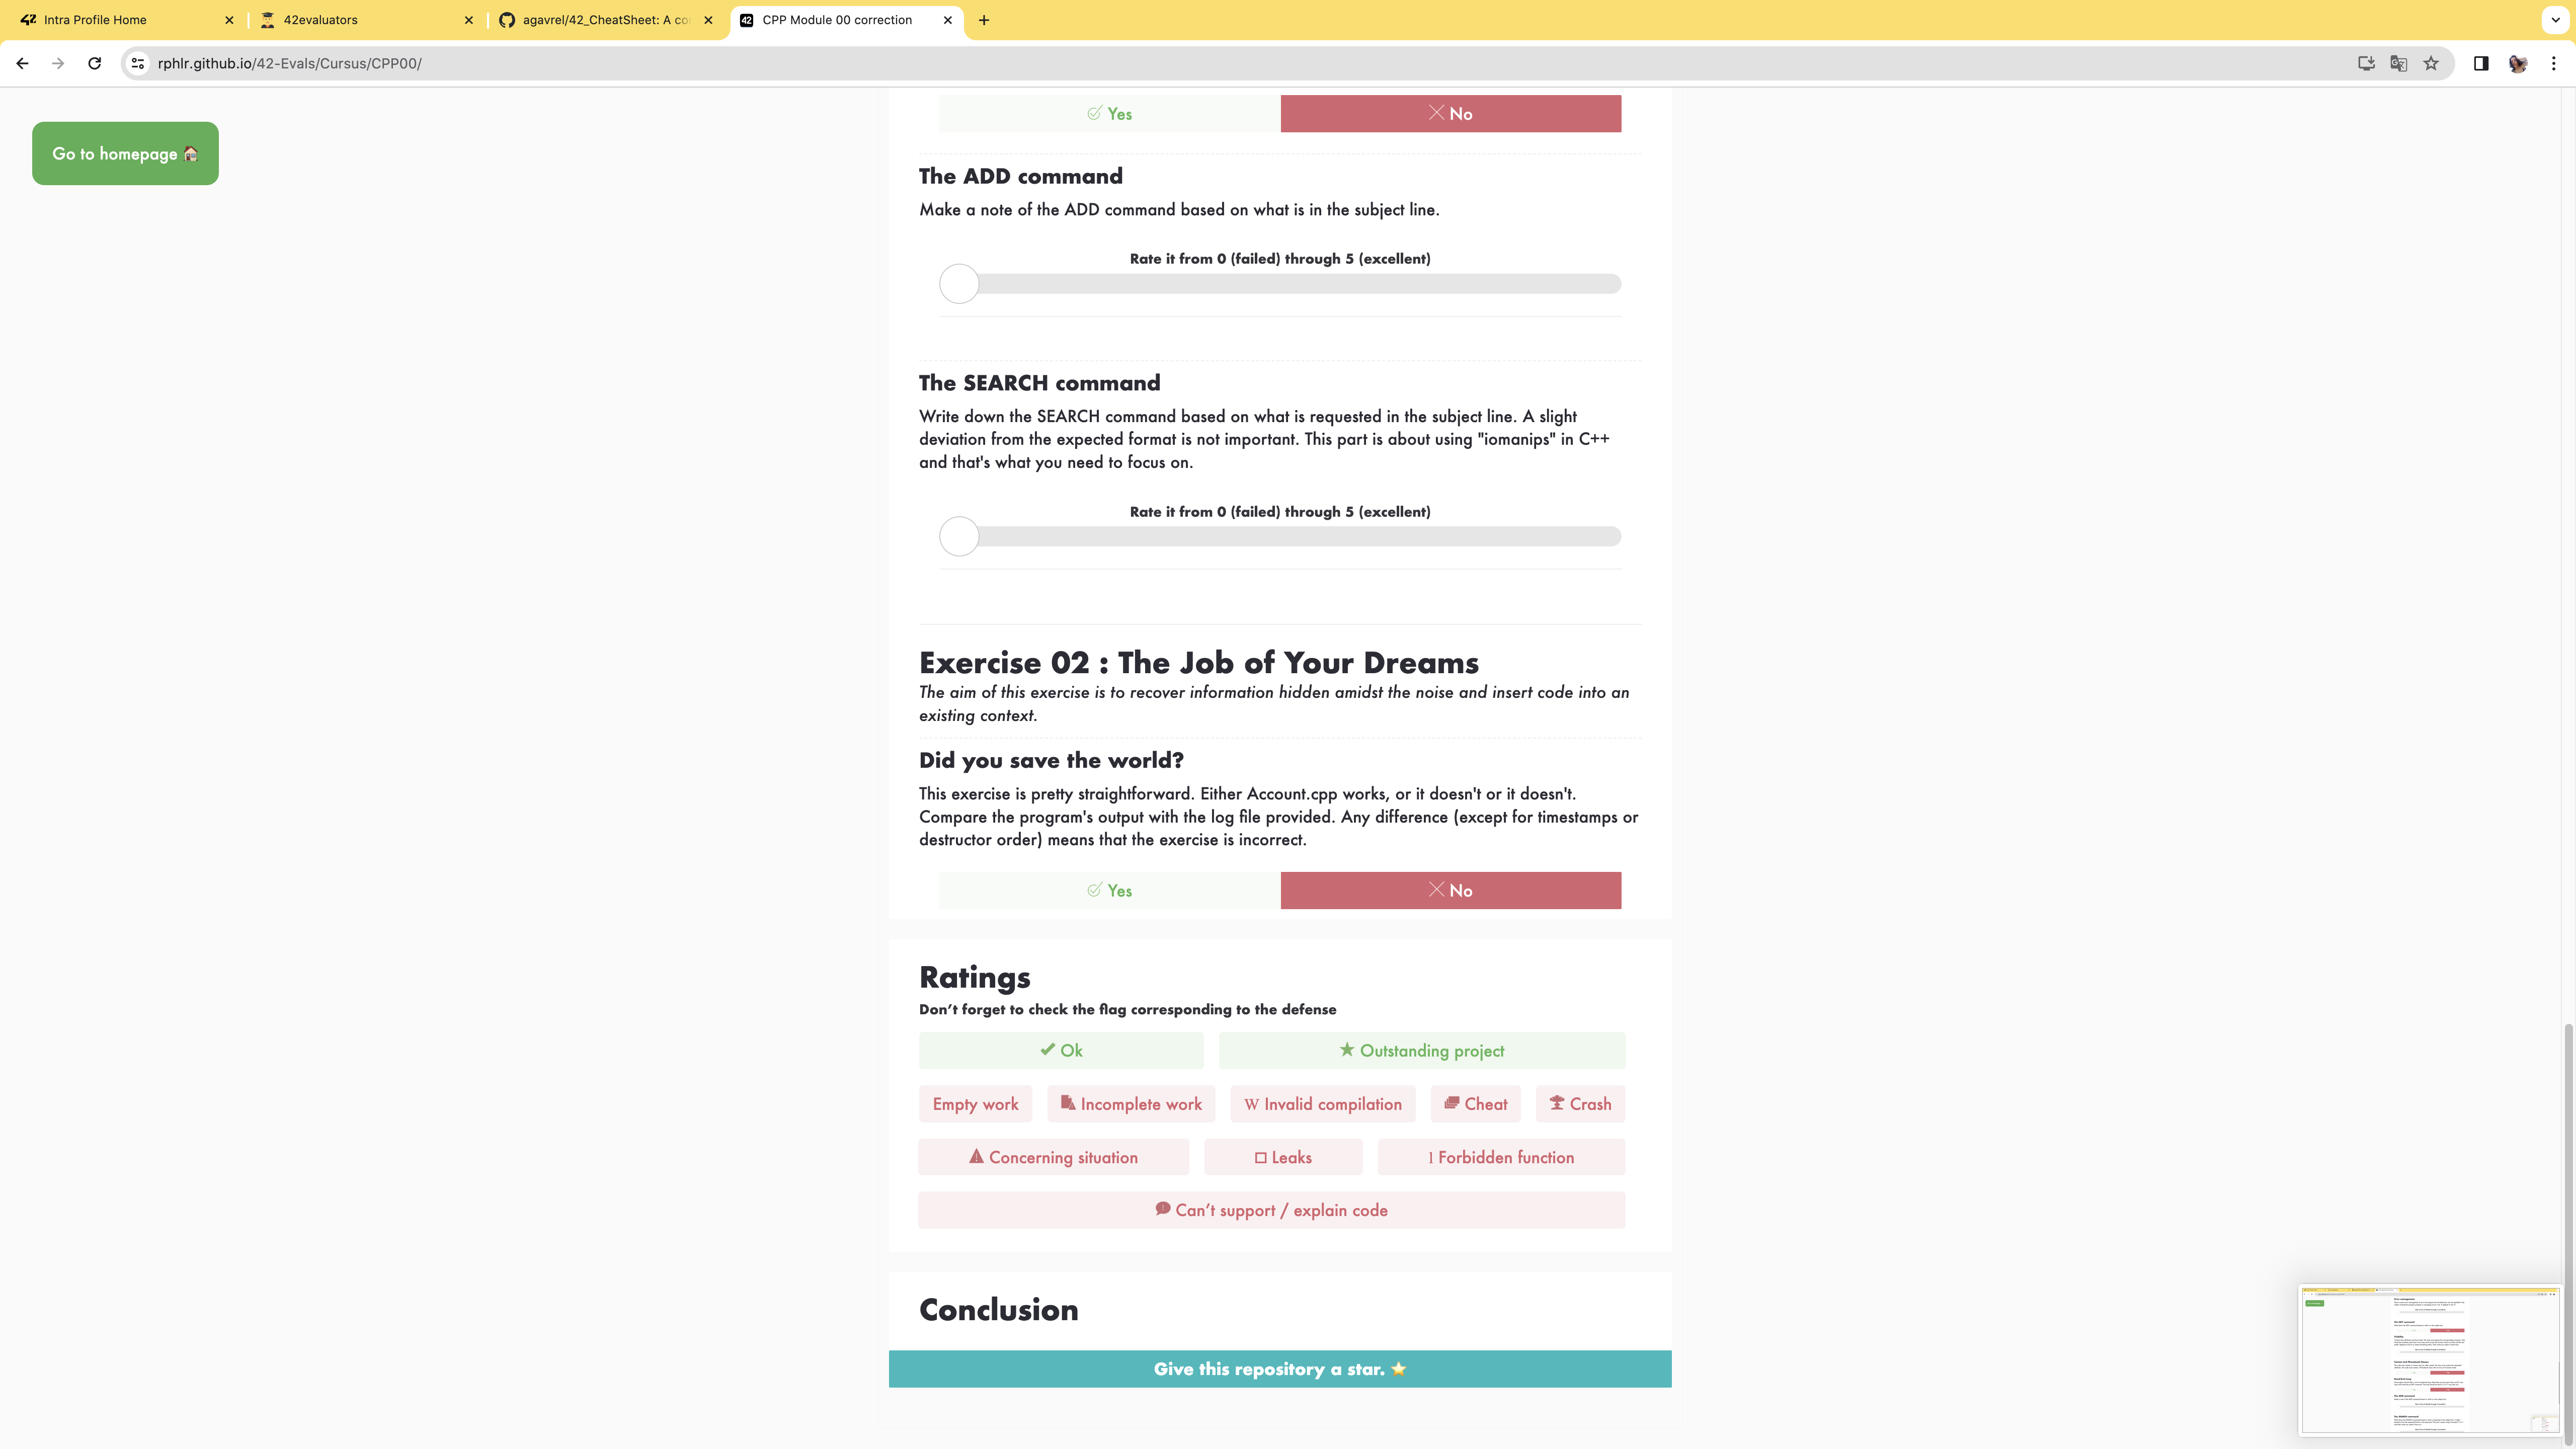 Intra Profile Home
42evaluators
agavrel/42_CheatSheet: A co
CPP Module 00 correction
rphlr.github.io/42-Evals/Cursus/CPP00/
Go to homepage
Yes
No
The ADD command
Make a note of the ADD command based on what is in the subject line.
Rate it from 0 (failed) through 5 (excellent)
The SEARCH command
Write down the SEARCH command based on what is requested in the subject line. A slight
deviation from the expected format is not important. This part is about using "iomanips" in C++
and that's what you need to focus on.
Rate it from 0 (failed) through 5 (excellent)
Exercise 02 : The Job of Your Dreams
The aim of this exercise is to recover information hidden amidst the noise and insert code into an
existing context.
Did you save the world?
This exercise is pretty straightforward. Either Account.cpp works, or it doesn't or it doesn't.
Compare the program's output with the log file provided. Any difference (except for timestamps or
destructor order) means that the exercise is incorrect.
Yes
No
Ratings
Don’t forget to check the flag corresponding to the defense
Ok
Outstanding project
Empty work
Incomplete work
W Invalid compilation
Cheat
Crash
Concerning situation
Leaks
l Forbidden function
Can’t support / explain code
Conclusion
Give this repository a star.